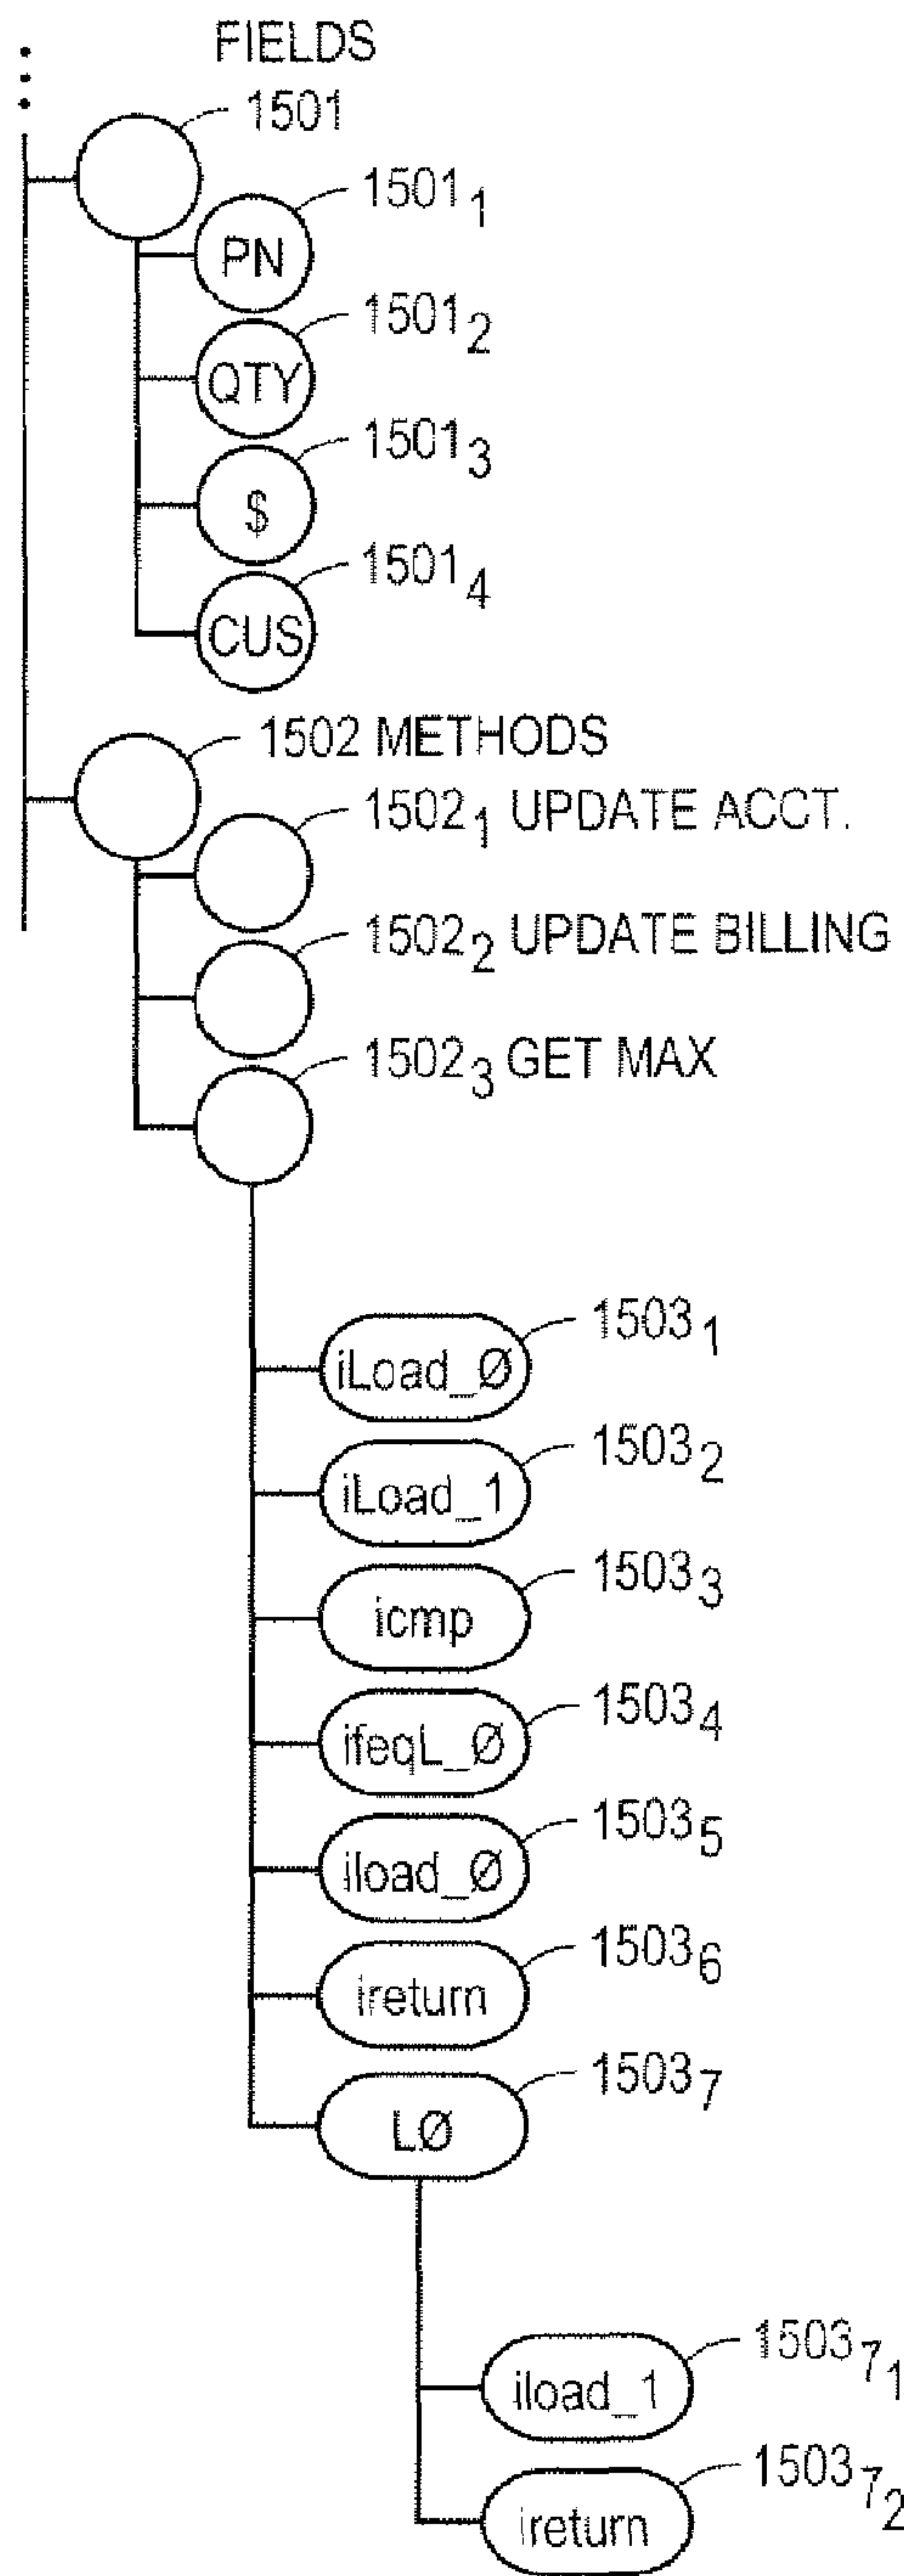 FIELDS
1501
1501₁
PN
1501₂
QTY
1501₃
$
1501₄
CUS
1502 METHODS
1502₁ UPDATE ACCT.
1502₂ UPDATE BILLING
1502₃ GET MAX
1503₁
iLoad_Ø
1503₂
iLoad_1
1503₃
icmp
1503₄
ifeqL_Ø
1503₅
iload_Ø
1503₆
ireturn
1503₇
LØ
1503₇₁
iload_1
1503₇₂
ireturn